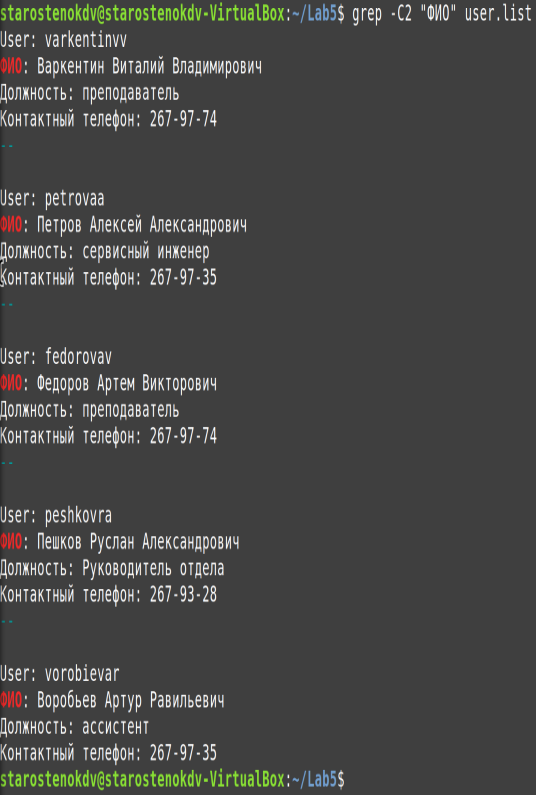 starostenokdv@starostenokdv-VirtualBox:~/Lab5$ grep -C2 "ФИО" user.list
User: varkentinvv
ФИО: Варкентин Виталий Владимирович
Должность: преподаватель
Контактный телефон: 267-97-74
--
User: petrovaa
ФИО: Петров Алексей Александрович
Должность: сервисный инженер
Контактный телефон: 267-97-35
--
User: fedorovav
ФИО: Федоров Артем Викторович
Должность: преподаватель
Контактный телефон: 267-97-74
--
User: peshkovra
ФИО: Пешков Руслан Александрович
Должность: Руководитель отдела
Контактный телефон: 267-93-28
--
User: vorobievar
ФИО: Воробьев Артур Равильевич
Должность: ассистент
Контактный телефон: 267-97-35
starostenokdv@starostenokdv-VirtualBox:~/Lab5$